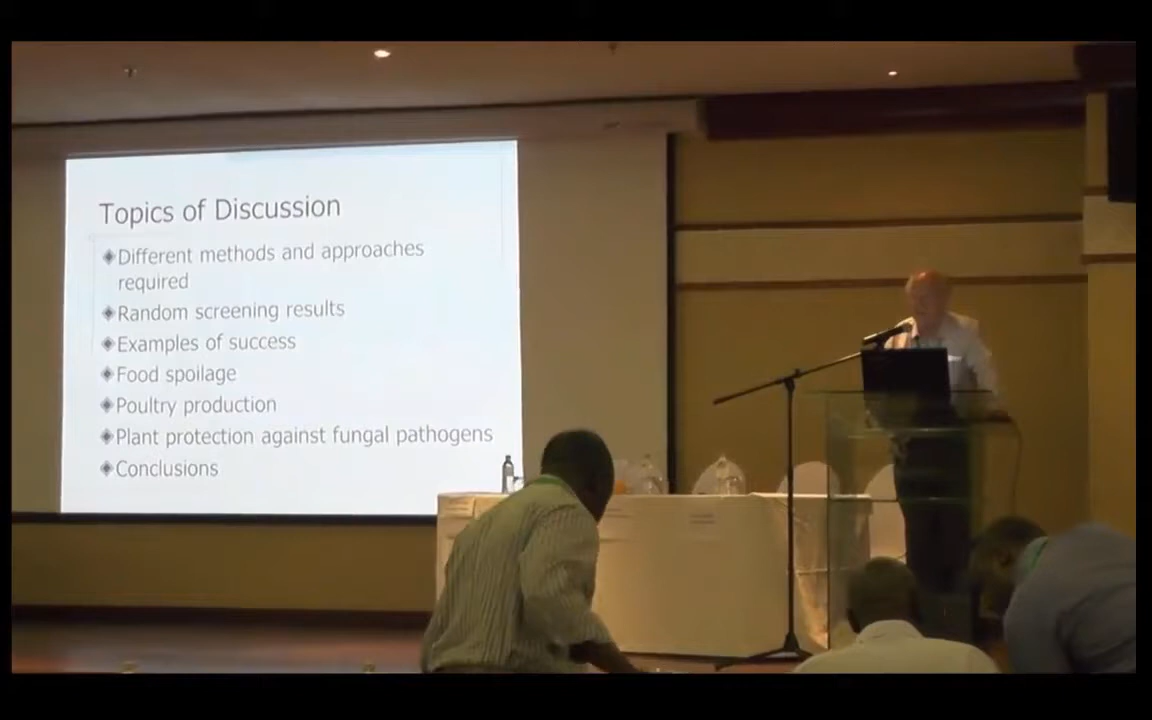 Topics of Discussion
◈Different methods and approaches
required
◈Random screening results
◈Examples of success
◈Food spoilage
◈Poultry production
◈Plant protection against fungal pathogens
◈Conclusions